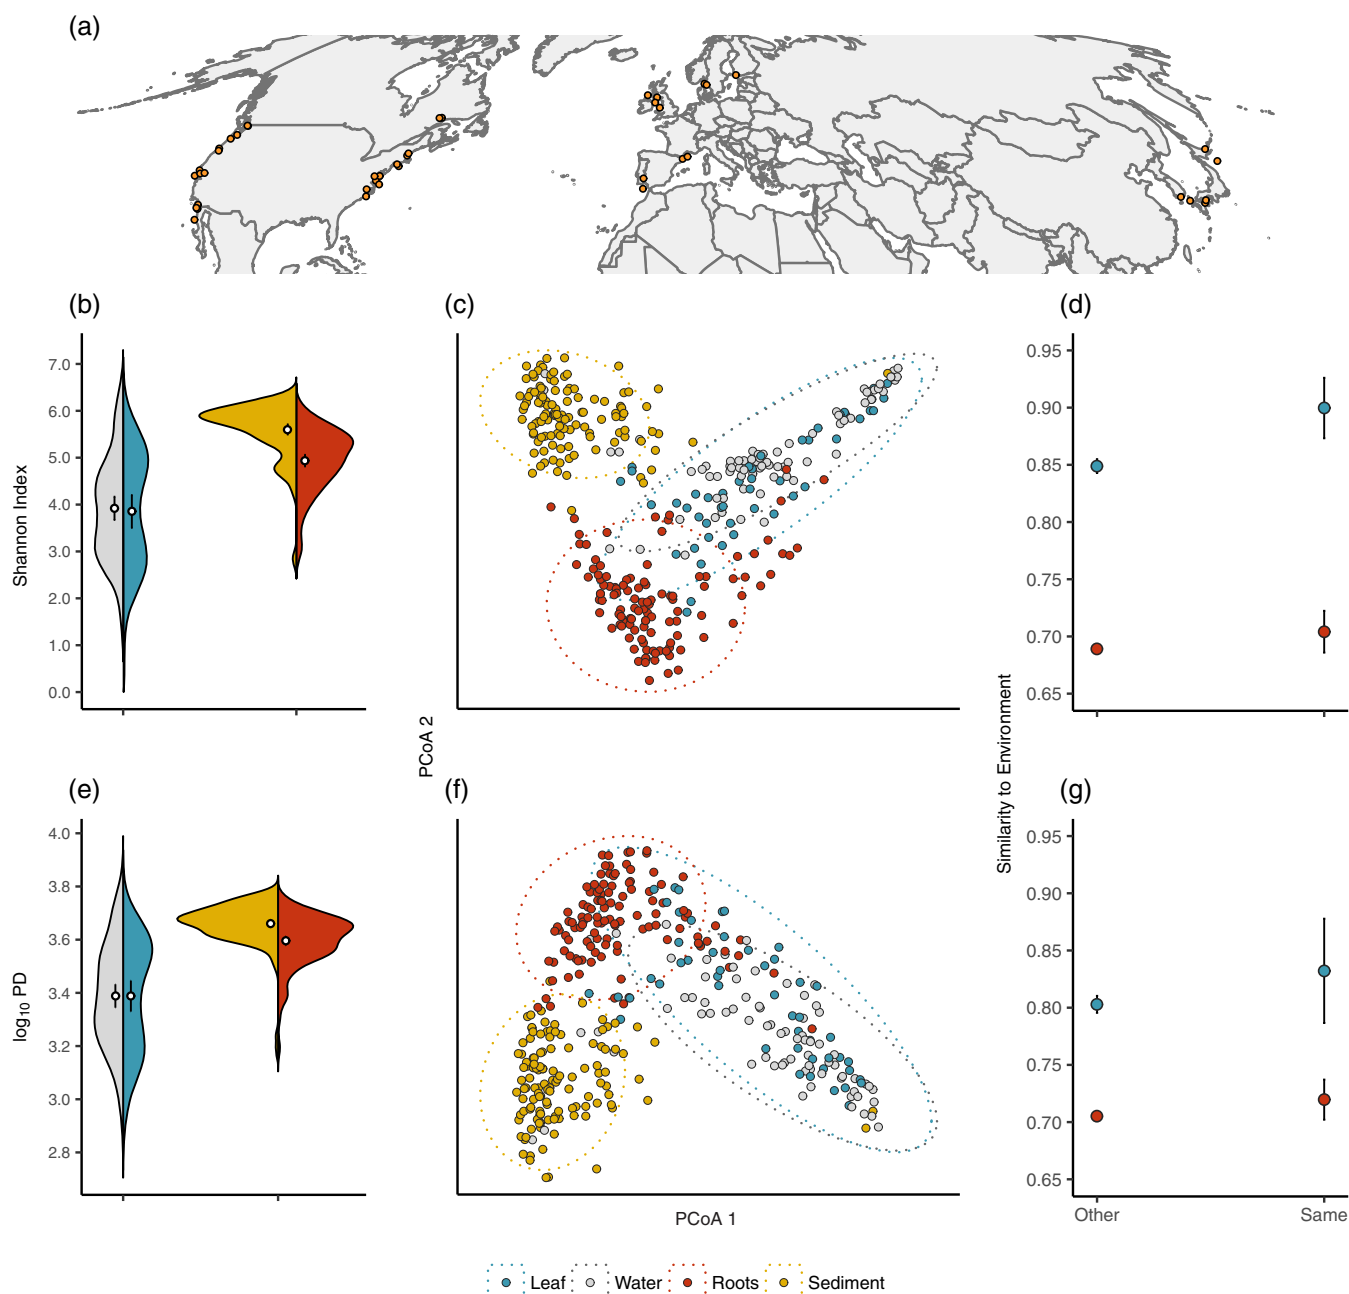 (a)
(b)
(c)
(d)
Shannon Index
7.0
6.0
5.0
4.0
3.0
2.0
1.0
0.0
PCoA 2
Similarity to Environment
0.95
0.90
0.85
0.80
0.75
0.70
0.65
(e)
(f)
(g)
log10 PD
4.0
3.8
3.6
3.4
3.2
3.0
2.8
0.95
0.90
0.85
0.80
0.75
0.70
0.65
PCoA 1
Other
Same
Leaf
Water
Roots
Sediment